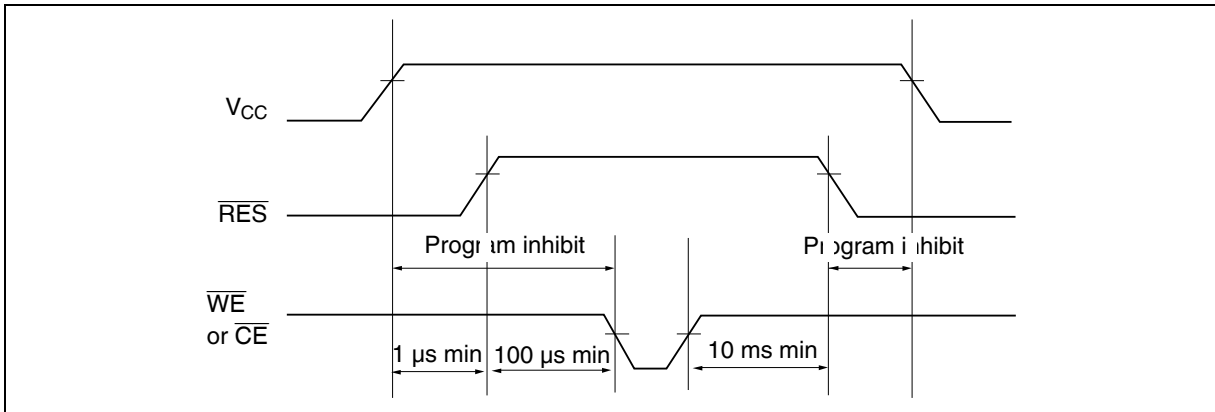 VCC
RES
Program inhibit
Program inhibit
WE
or CE
1 µs min
100 µs min
10 ms min